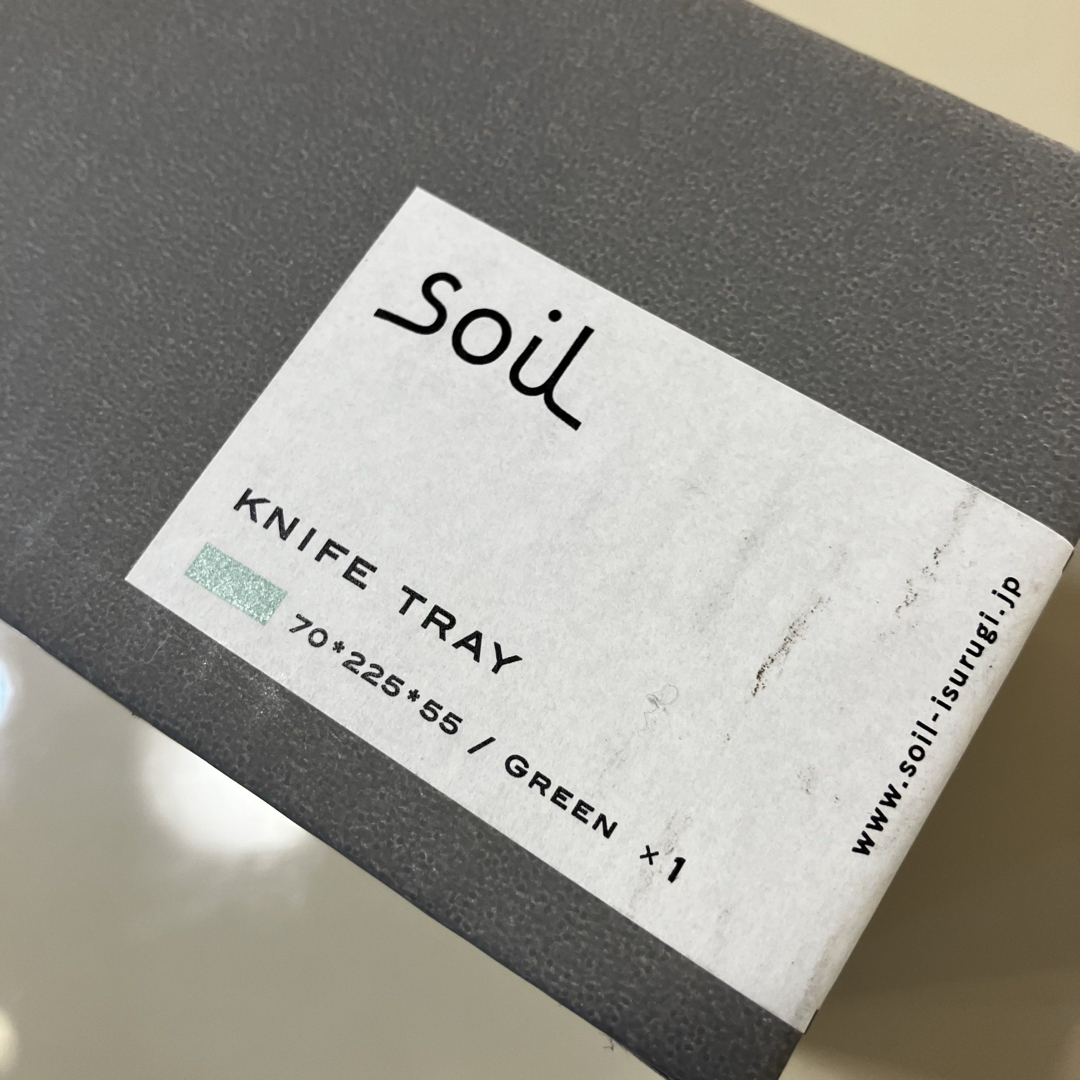 soil
KNIFE TRAY
70*225*55 / GREEN ×1
www.soil-isurugi.jp